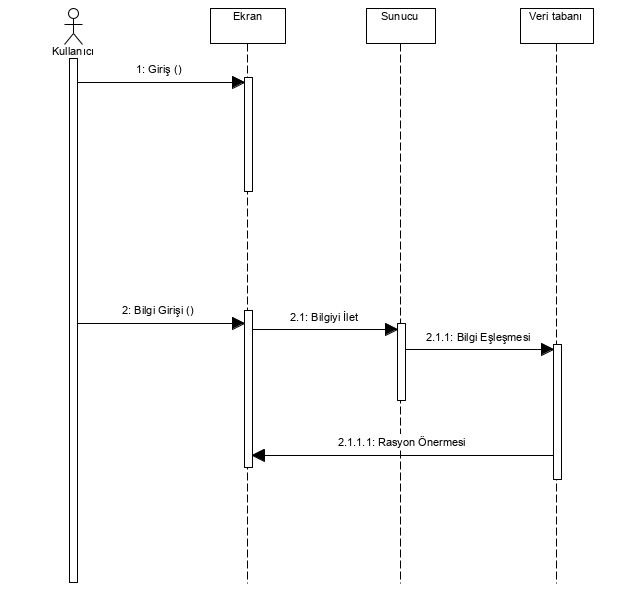 Ekran
Sunucu
Veri tabanı
Kullanıcı
1: Giriş ()
2: Bilgi Girişi ()
2.1: Bilgiyi İlet
2.1.1: Bilgi Eşleşmesi
2.1.1.1: Rasyon Önermesi